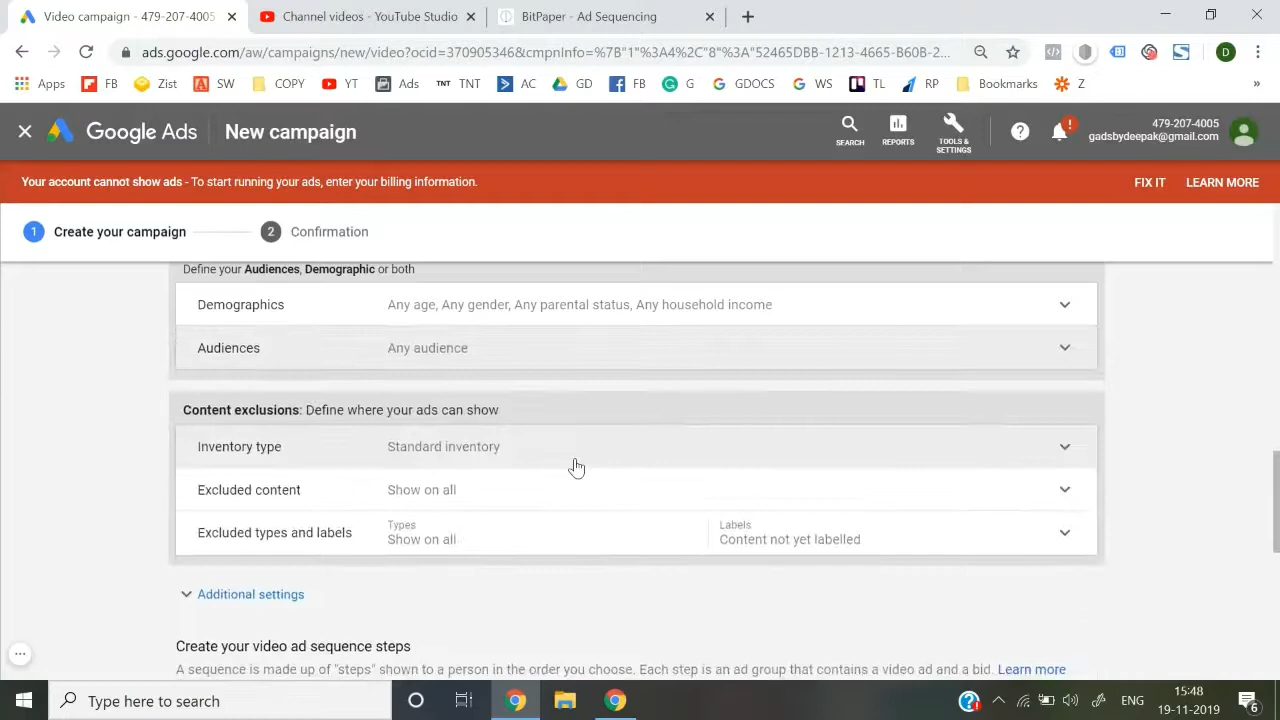 Video campaign - 479-207-4005
Channel videos - YouTube Studio
BitPaper - Ad Sequencing
ads.google.com/aw/campaigns/new/video?ocid=370905346&cmpnInfo=%7B"1"%3A4%2C"8"%3A"52465DBB-1213-4665-B60B-2...
D
Apps FB Zist SW COPY YT Ads TNT TNT AC GD FB G GDOCS WS TL RP Bookmarks Z »
Google Ads New campaign
SEARCH REPORTS TOOLS & SETTINGS
479-207-4005
gadsbydeepak@gmail.com
Your account cannot show ads - To start running your ads, enter your billing information.
FIX IT LEARN MORE
1 Create your campaign 2 Confirmation
Define your Audiences, Demographic or both
Demographics Any age, Any gender, Any parental status, Any household income
Audiences Any audience
Content exclusions: Define where your ads can show
Inventory type Standard inventory
Excluded content Show on all
Excluded types and labels
Types
Show on all
Labels
Content not yet labelled
Additional settings
Create your video ad sequence steps
A sequence is made up of "steps" shown to a person in the order you choose. Each step is an ad group that contains a video ad and a bid. Learn more
Type here to search
ENG
15:48
19-11-2019
6